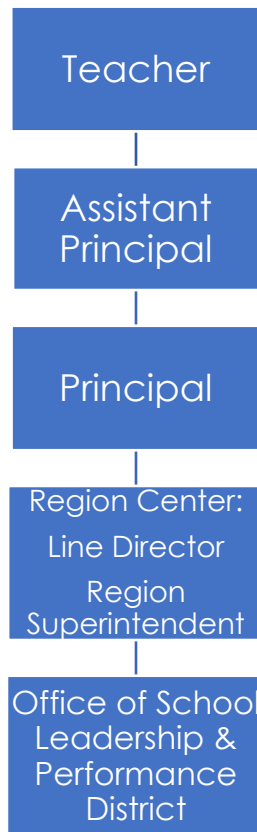 Teacher
Assistant
Principal
Principal
Region Center:
Line Director
Region
Superintendent
Office of School
Leadership &
Performance
District